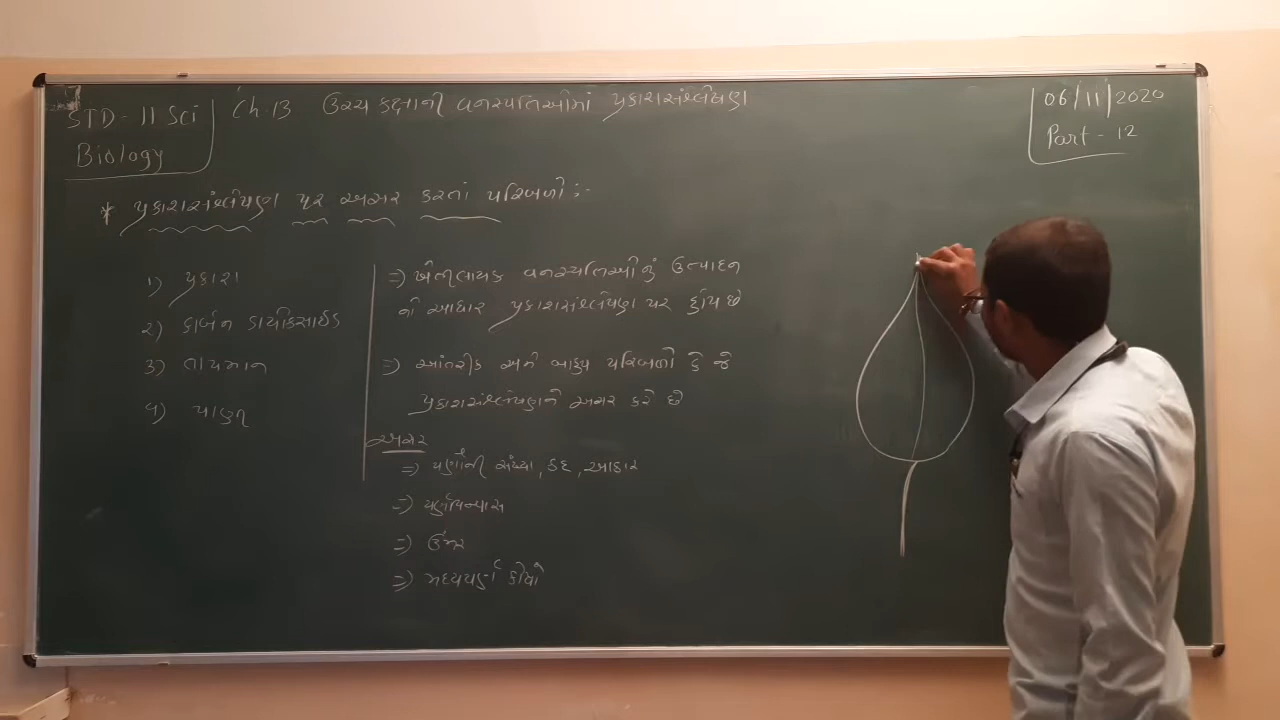 STD - 11 Sci
Biology
Ch 13 ઉચ્ચ કક્ષાની વનસ્પતિઓમાં પ્રકાશસંશ્લેષણ
06/11/2020
Part - 12
* પ્રકાશસંશ્લેષણ પર અસર કરતાં પરિબળો :-
1) પ્રકાશ
2) કાર્બન ડાયોક્સાઈડ
3) તાપમાન
4) પાણી
=) ખેતીલાયક વનસ્પતિઓનું ઉત્પાદન
નો આધાર પ્રકાશસંશ્લેષણ પર હોય છે
=) આંતરીક અને બાહ્ય પરિબળો કે જે
પ્રકાશસંશ્લેષણને અસર કરે છે
અસર
=) પર્ણોની સંખ્યા, કદ, આકાર
=) પર્ણવિન્યાસ
=) ઉંમર
=) મધ્યપર્ણ કોષો